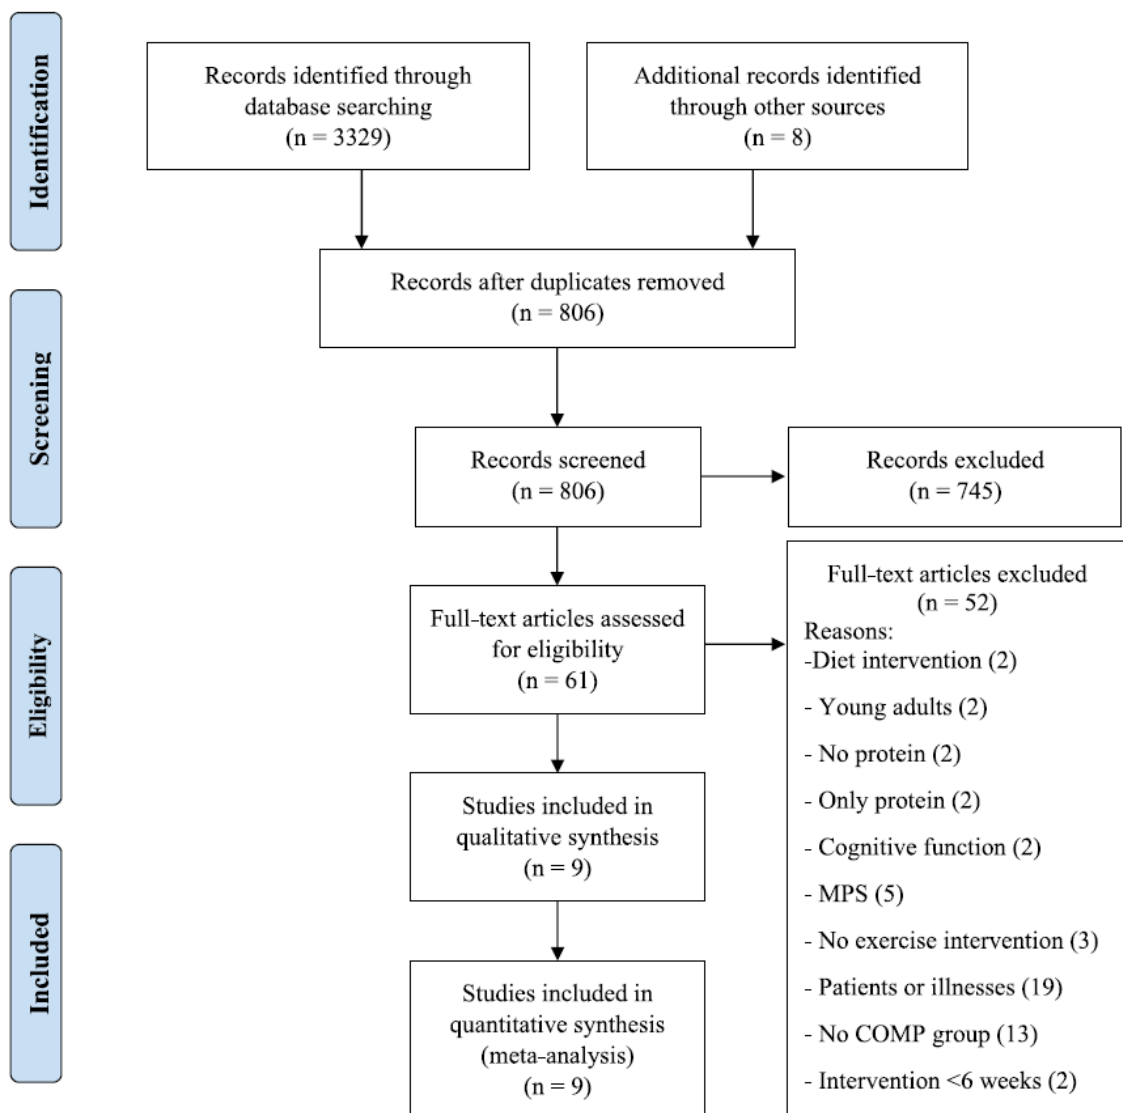 Identification
Records identified through
database searching
(n = 3329)
Additional records identified
through other sources
(n = 8)
Records after duplicates removed
(n = 806)
Screening
Records screened
(n = 806)
Records excluded
(n = 745)
Eligibility
Full-text articles assessed
for eligibility
(n = 61)
Full-text articles excluded
(n = 52)
Reasons:
-Diet intervention (2)
- Young adults (2)
- No protein (2)
- Only protein (2)
- Cognitive function (2)
- MPS (5)
- No exercise intervention (3)
- Patients or illnesses (19)
- No COMP group (13)
- Intervention <6 weeks (2)
Included
Studies included in
qualitative synthesis
(n = 9)
Studies included in
quantitative synthesis
(meta-analysis)
(n = 9)